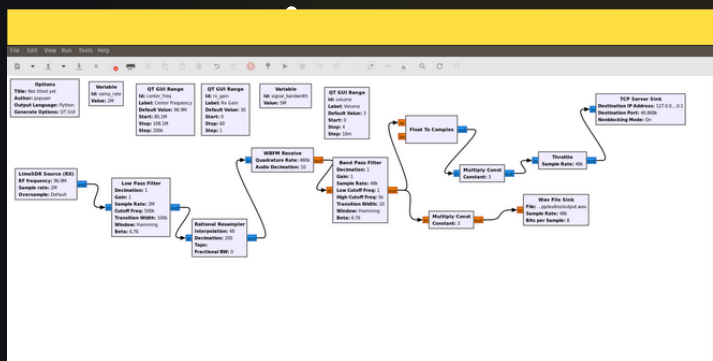 File Edit View Run Tools Help
Options
Title: Not titled yet
Author: popuser
Output Language: Python
Generate Options: QT GUI
Variable
Id: samp_rate
Value: 2M
QT GUI Range
Id: center_freq
Label: Center Frequency
Default Value: 98.9M
Start: 88.1M
Stop: 108.1M
Step: 200k
QT GUI Range
Id: rx_gain
Label: Rx Gain
Default Value: 30
Start: 0
Stop: 60
Step: 1
Variable
Id: signal_bandwidth
Value: 5M
QT GUI Range
Id: volume
Label: Volume
Default Value: 3
Start: 0
Stop: 4
Step: 10m
TCP Server Sink
Destination IP Address: 127.0.0....0.1
Destination Port: 40.868k
Nonblocking Mode: On
Float To Complex
WBFM Receive
Quadrature Rate: 480k
Audio Decimation: 10
Band Pass Filter
Decimation: 1
Gain: 1
Sample Rate: 48k
Low Cutoff Freq: 1
High Cutoff Freq: 5k
Transition Width: 10
Window: Hamming
Beta: 6.76
Throttle
Sample Rate: 48k
Multiply Const
Constant: 3
LimeSDR Source (RX)
RF frequency: 98.9M
Sample rate: 2M
Oversample: Default
Low Pass Filter
Decimation: 1
Gain: 1
Sample Rate: 2M
Cutoff Freq: 500k
Transition Width: 100k
Window: Hamming
Beta: 6.76
Rational Resampler
Interpolation: 48
Decimation: 200
Taps:
Fractional BW: 0
Multiply Const
Constant: 3
Wav File Sink
File: ...pp/audios/output.wav
Sample Rate: 48k
Bits per Sample: 8